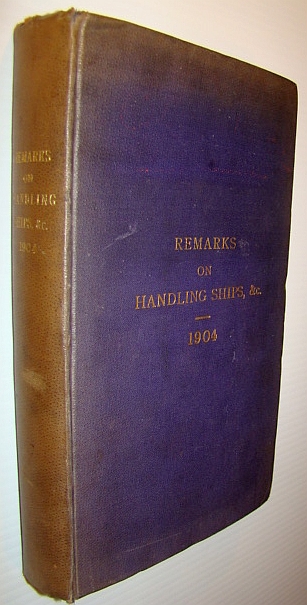 REMARKS
ON
HANDLING
SHIPS, &c.
1904
REMARKS
ON
HANDLING SHIPS, &c.
1904